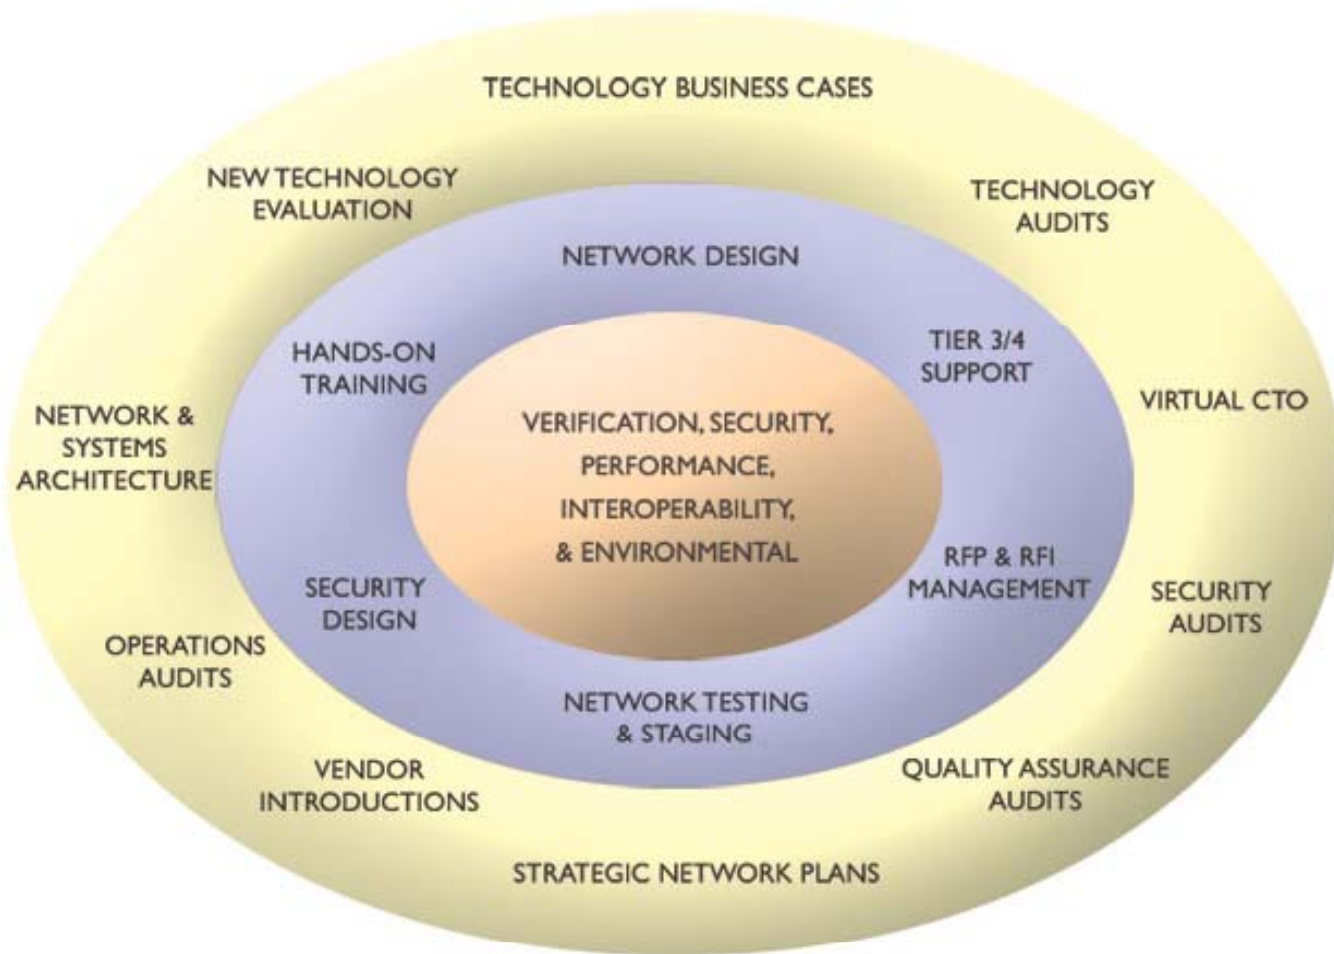 TECHNOLOGY BUSINESS CASES
NEW TECHNOLOGY
EVALUATION
TECHNOLOGY
AUDITS
NETWORK DESIGN
HANDS-ON
TRAINING
TIER 3/4
SUPPORT
NETWORK &
SYSTEMS
ARCHITECTURE
VIRTUAL CTO
VERIFICATION, SECURITY,
PERFORMANCE,
INTEROPERABILITY,
& ENVIRONMENTAL
SECURITY
DESIGN
RFP & RFI
MANAGEMENT
SECURITY
AUDITS
OPERATIONS
AUDITS
NETWORK TESTING
& STAGING
VENDOR
INTRODUCTIONS
QUALITY ASSURANCE
AUDITS
STRATEGIC NETWORK PLANS